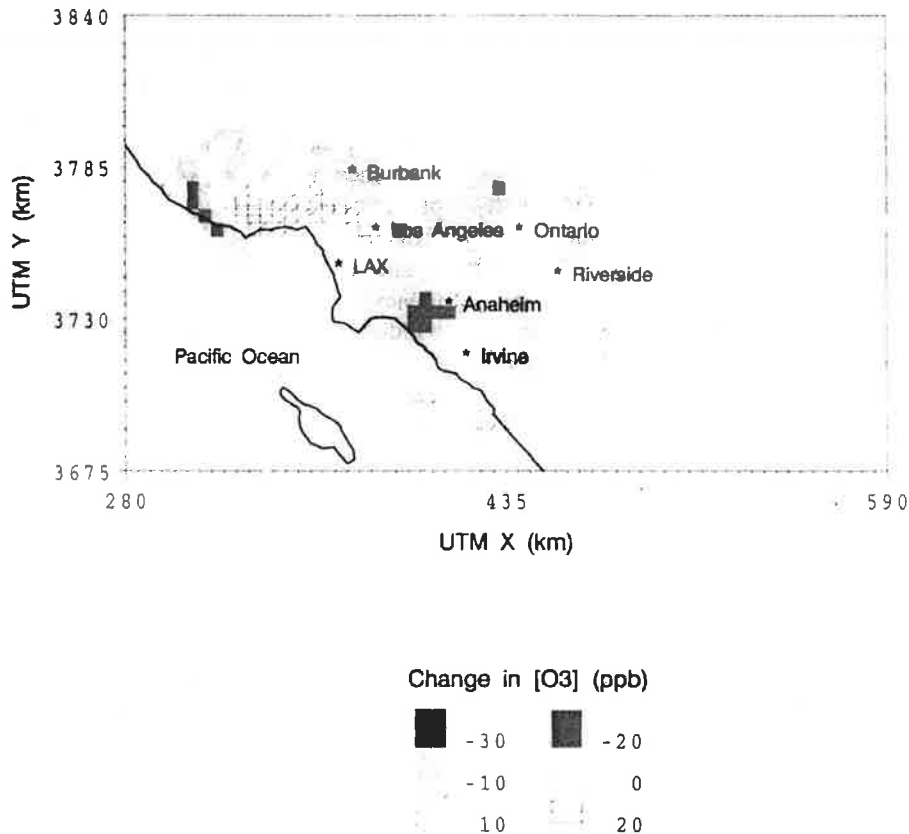 3840
UTM Y (km)
3785
Burbank
Los Angeles
Ontario
LAX
Riverside
Anaheim
3730
Pacific Ocean
Irvine
3675
280
435
590
UTM X (km)
Change in [O3] (ppb)
-30 -20
-10 0
10 20